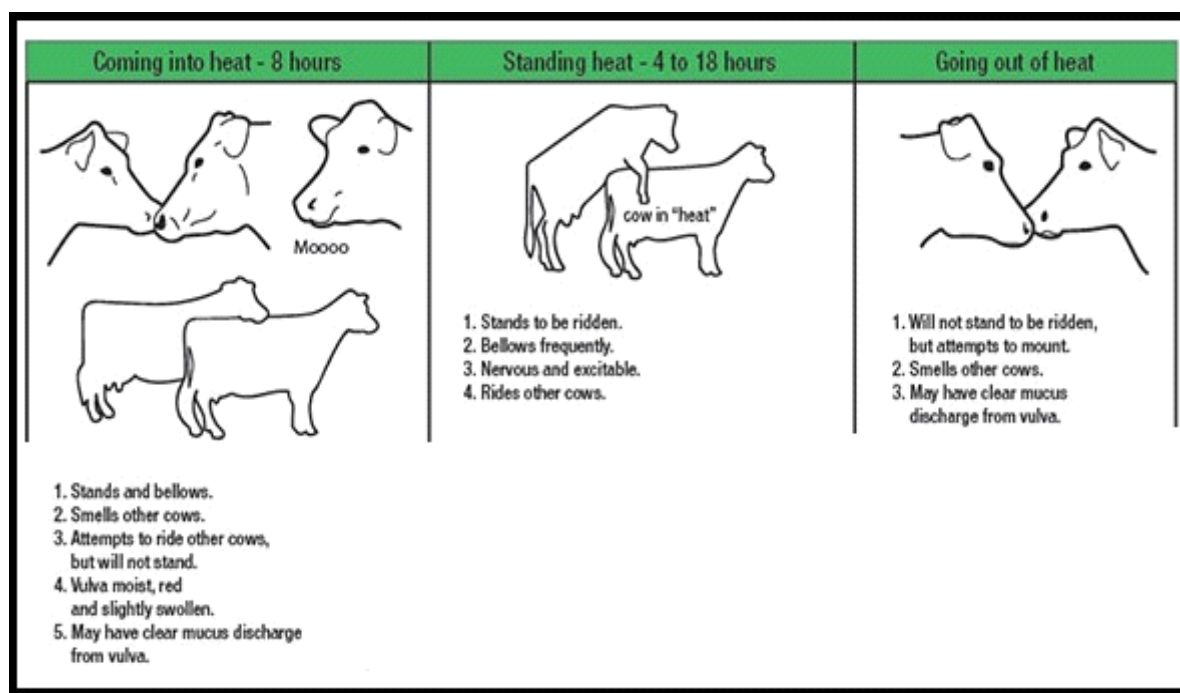 Coming into heat - 8 hours
Moooo
1. Stands and bellows.
2. Smells other cows.
3. Attempts to ride other cows,
but will not stand.
4. Vulva moist, red
and slightly swollen.
5. May have clear mucus discharge
from vulva.
Standing heat - 4 to 18 hours
cow in "heat"
1. Stands to be ridden.
2. Bellows frequently.
3. Nervous and excitable.
4. Rides other cows.
Going out of heat
1. Will not stand to be ridden,
but attempts to mount.
2. Smells other cows.
3. May have clear mucus
discharge from vulva.